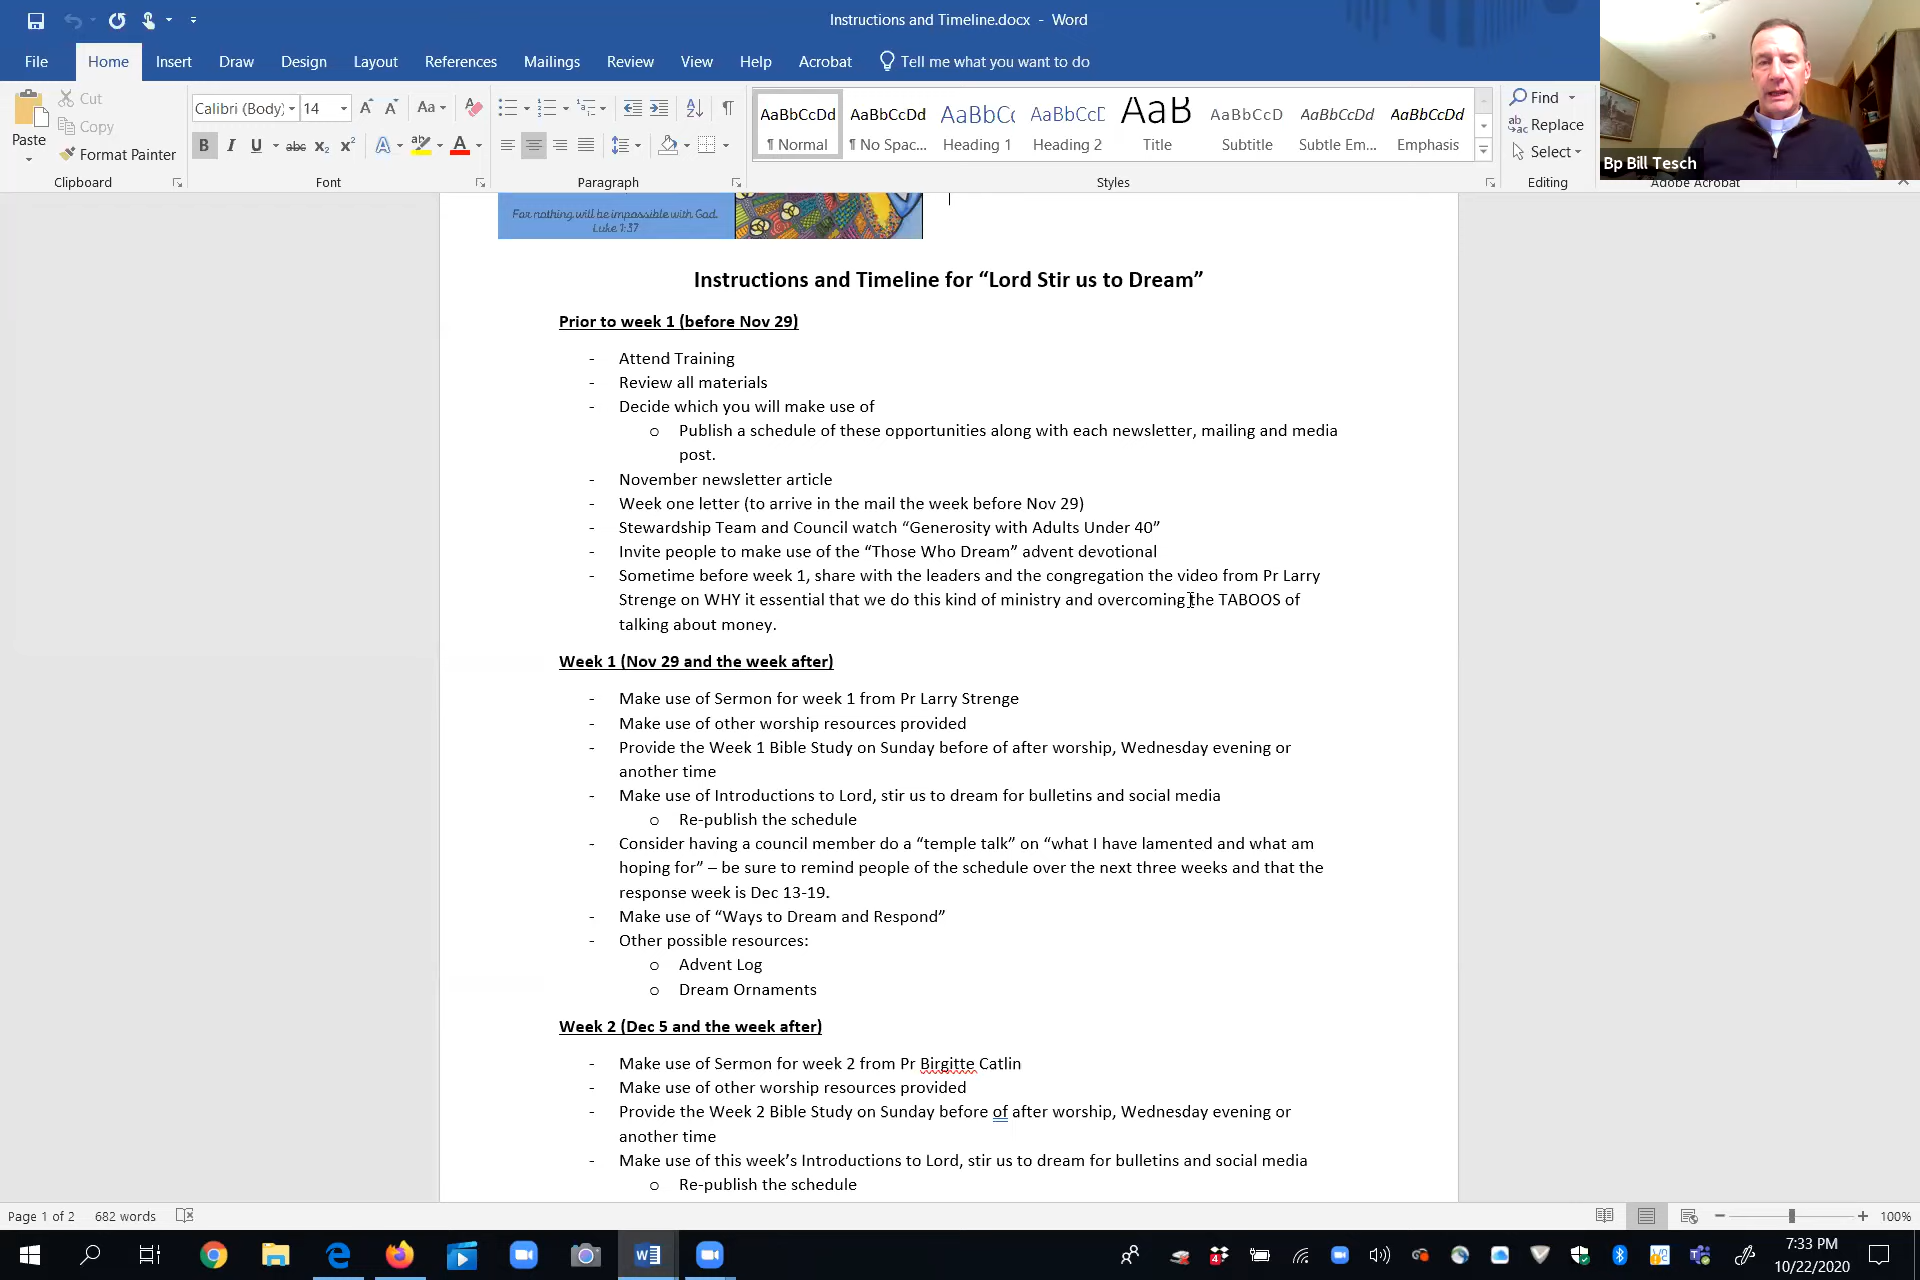 Instructions and Timeline.docx - Word
File Home Insert Draw Design Layout References Mailings Review View Help Acrobat Tell me what you want to do
Bp Bill Tesch
Paste
Cut
Copy
Format Painter
Clipboard
Calibri (Body) 14
Font
Paragraph
AaBbCcDd AaBbCcDd AaBbCc AaBbCcD AaB AaBbCcD AaBbCcDd AaBbCcDd
¶ Normal ¶ No Spac... Heading 1 Heading 2 Title Subtitle Subtle Em... Emphasis
Styles
Find
Replace
Select
Editing
Adobe Acrobat
For nothing will be impossible with God.
Luke 1:37
Instructions and Timeline for “Lord Stir us to Dream”
Prior to week 1 (before Nov 29)
- Attend Training
- Review all materials
- Decide which you will make use of
o Publish a schedule of these opportunities along with each newsletter, mailing and media
post.
- November newsletter article
- Week one letter (to arrive in the mail the week before Nov 29)
- Stewardship Team and Council watch “Generosity with Adults Under 40”
- Invite people to make use of the “Those Who Dream” advent devotional
- Sometime before week 1, share with the leaders and the congregation the video from Pr Larry
Strenge on WHY it essential that we do this kind of ministry and overcoming the TABOOS of
talking about money.
Week 1 (Nov 29 and the week after)
- Make use of Sermon for week 1 from Pr Larry Strenge
- Make use of other worship resources provided
- Provide the Week 1 Bible Study on Sunday before of after worship, Wednesday evening or
another time
- Make use of Introductions to Lord, stir us to dream for bulletins and social media
o Re-publish the schedule
- Consider having a council member do a “temple talk” on “what I have lamented and what am
hoping for” – be sure to remind people of the schedule over the next three weeks and that the
response week is Dec 13-19.
- Make use of “Ways to Dream and Respond”
- Other possible resources:
o Advent Log
o Dream Ornaments
Week 2 (Dec 5 and the week after)
- Make use of Sermon for week 2 from Pr Birgitte Catlin
- Make use of other worship resources provided
- Provide the Week 2 Bible Study on Sunday before of after worship, Wednesday evening or
another time
- Make use of this week’s Introductions to Lord, stir us to dream for bulletins and social media
o Re-publish the schedule
Page 1 of 2 682 words
100%
7:33 PM
10/22/2020